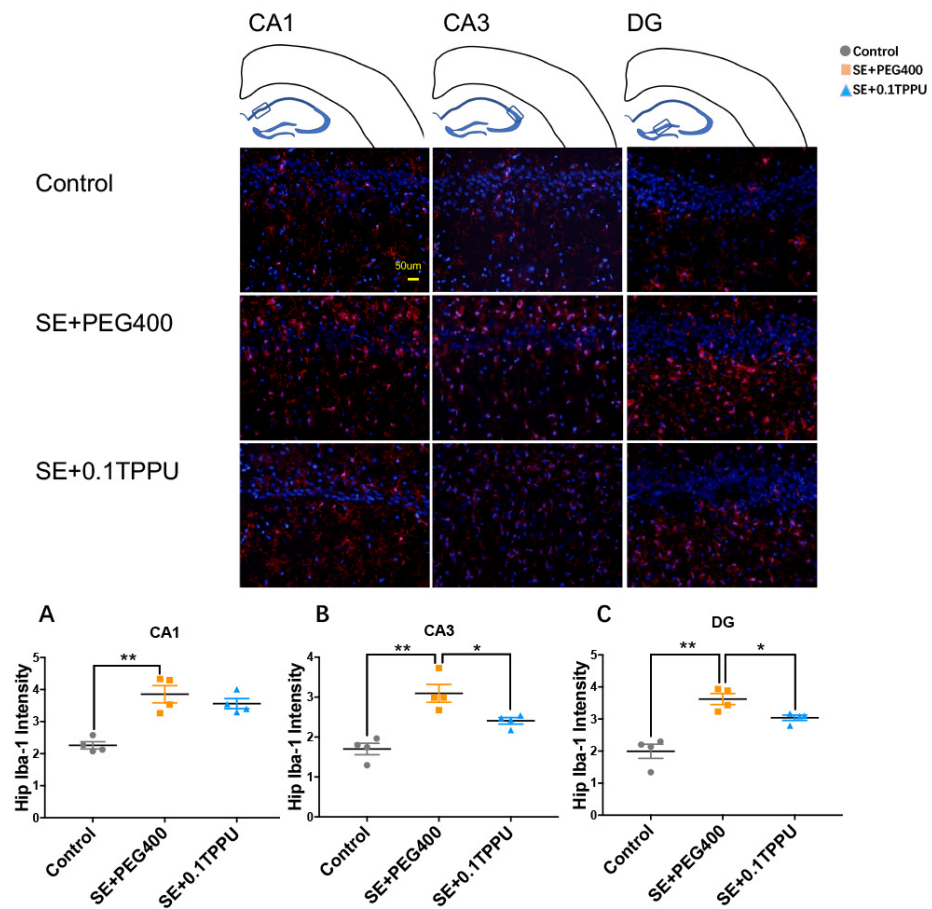 CA1 CA3 DG
Control
SE+PEG400
SE+0.1TPPU
Control
50um
SE+PEG400
SE+0.1TPPU
A
CA1
Hip Iba-1 Intensity
5
4
3
2
1
0
**
Control
SE+PEG400
SE+0.1TPPU
B
CA3
Hip Iba-1 Intensity
4
3
2
1
0
**
*
Control
SE+PEG400
SE+0.1TPPU
C
DG
Hip Iba-1 Intensity
5
4
3
2
1
0
**
*
Control
SE+PEG400
SE+0.1TPPU